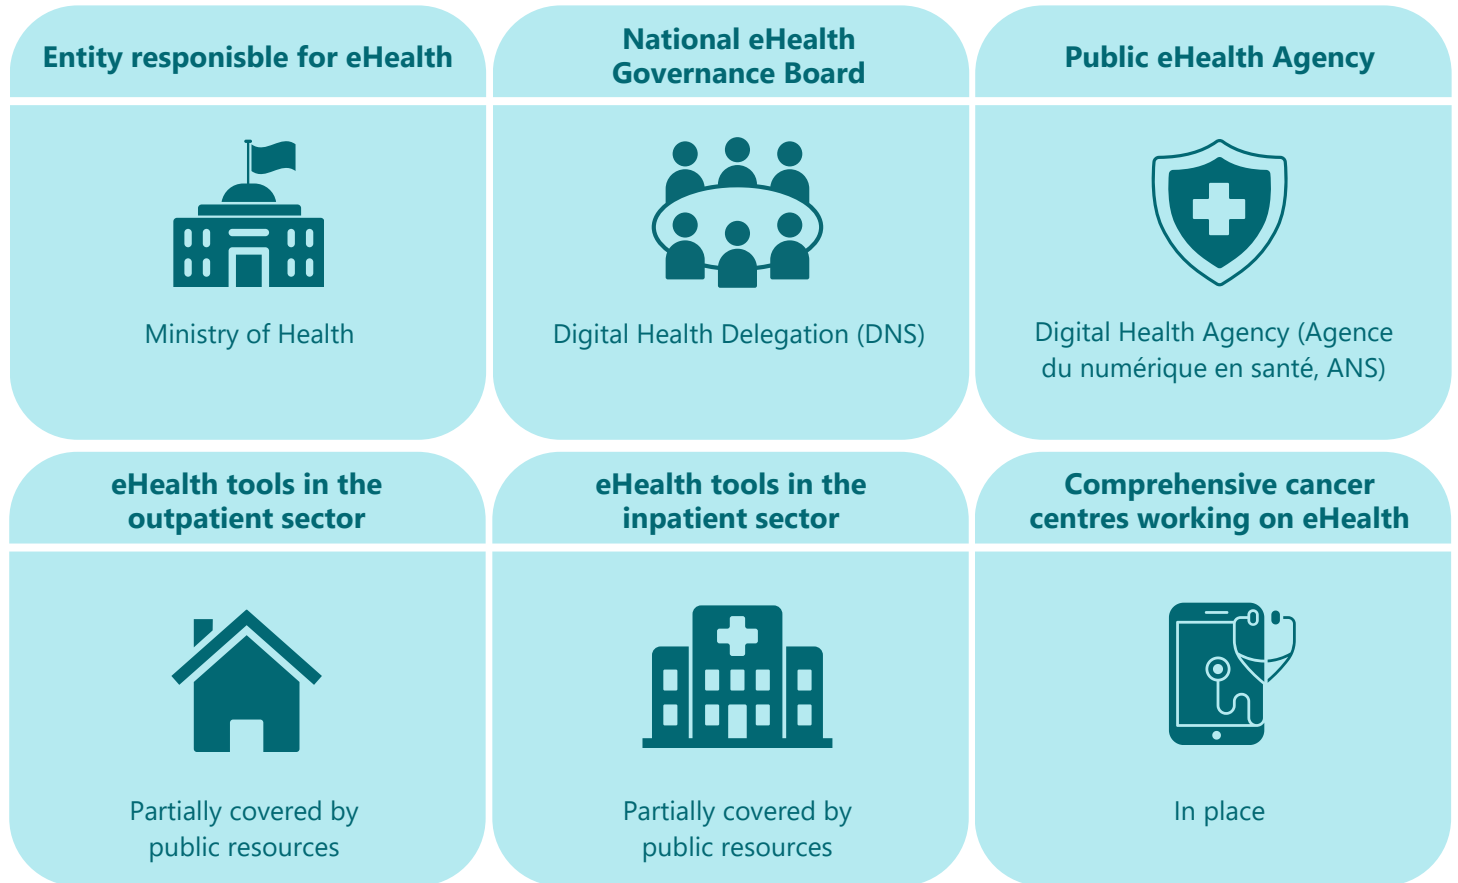 Entity responisble for eHealth
National eHealth
Governance Board
Public eHealth Agency
Ministry of Health
Digital Health Delegation (DNS)
Digital Health Agency (Agence
du numérique en santé, ANS)
eHealth tools in the
outpatient sector
eHealth tools in the
inpatient sector
Comprehensive cancer
centres working on eHealth
Partially covered by
public resources
Partially covered by
public resources
In place